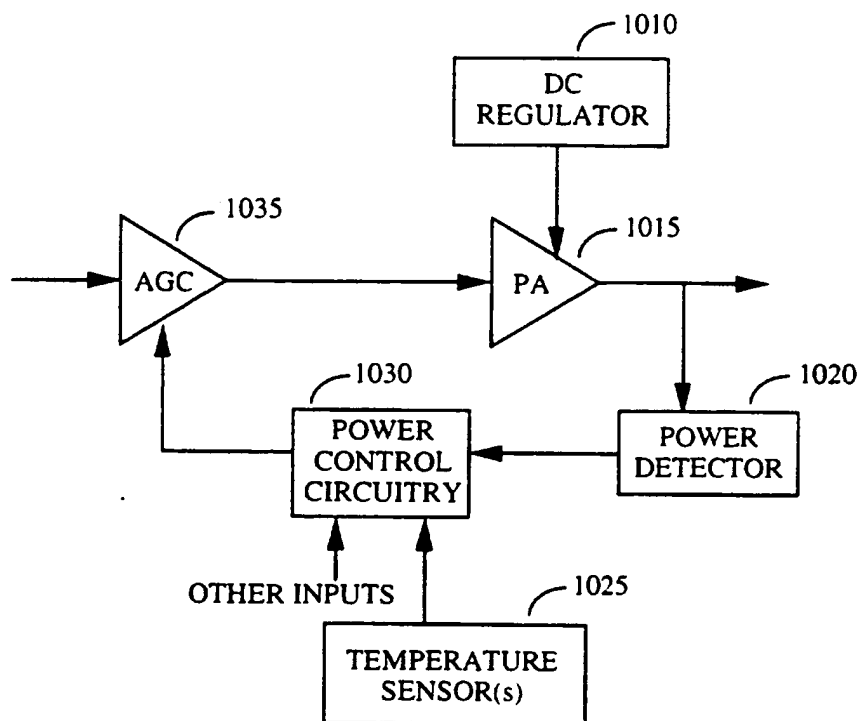 1010
DC
REGULATOR
1035
1015
AGC
PA
1030
1020
POWER
CONTROL
CIRCUITRY
POWER
DETECTOR
OTHER INPUTS
1025
TEMPERATURE
SENSOR(s)